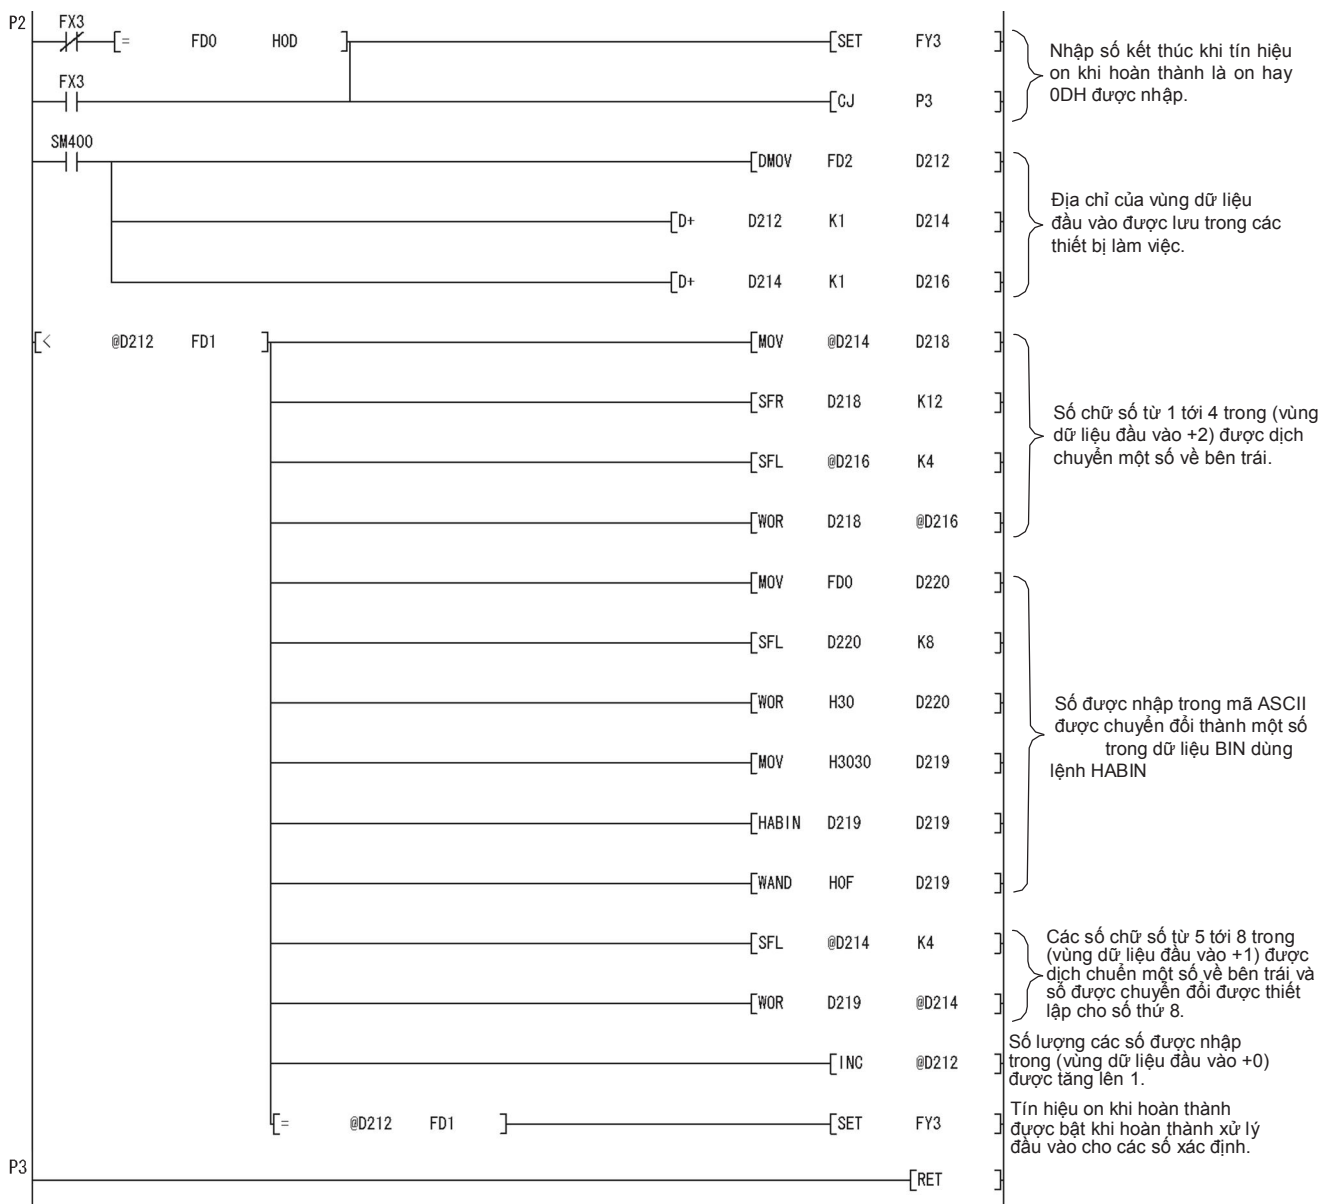 P2
FX3
[= FD0 H0D ]
[SET FY3 ]
FX3
[CJ P3 ]
Nhập số kết thúc khi tín hiệu
on khi hoàn thành là on hay
0DH được nhập.
SM400
[DMOV FD2 D212 ]
[D+ D212 K1 D214 ]
[D+ D214 K1 D216 ]
Địa chỉ của vùng dữ liệu
đầu vào được lưu trong các
thiết bị làm việc.
[< @D212 FD1 ]
[MOV @D214 D218 ]
[SFR D218 K12 ]
[SFL @D216 K4 ]
[WOR D218 @D216 ]
Số chữ số từ 1 tới 4 trong (vùng
dữ liệu đầu vào +2) được dịch
chuyển một số về bên trái.
[MOV FD0 D220 ]
[SFL D220 K8 ]
[WOR H30 D220 ]
[MOV H3030 D219 ]
[HABIN D219 D219 ]
[WAND H0F D219 ]
Số được nhập trong mã ASCII
được chuyển đổi thành một số
trong dữ liệu BIN dùng
lệnh HABIN
[SFL @D214 K4 ]
[WOR D219 @D214 ]
Các số chữ số từ 5 tới 8 trong
(vùng dữ liệu đầu vào +1) được
dịch chuển một số về bên trái và
số được chuyển đổi được thiết
lập cho số thứ 8.
[INC @D212 ]
Số lượng các số được nhập
trong (vùng dữ liệu đầu vào +0)
được tăng lên 1.
[= @D212 FD1 ]
[SET FY3 ]
Tín hiệu on khi hoàn thành
được bật khi hoàn thành xử lý
đầu vào cho các số xác định.
P3
[RET ]